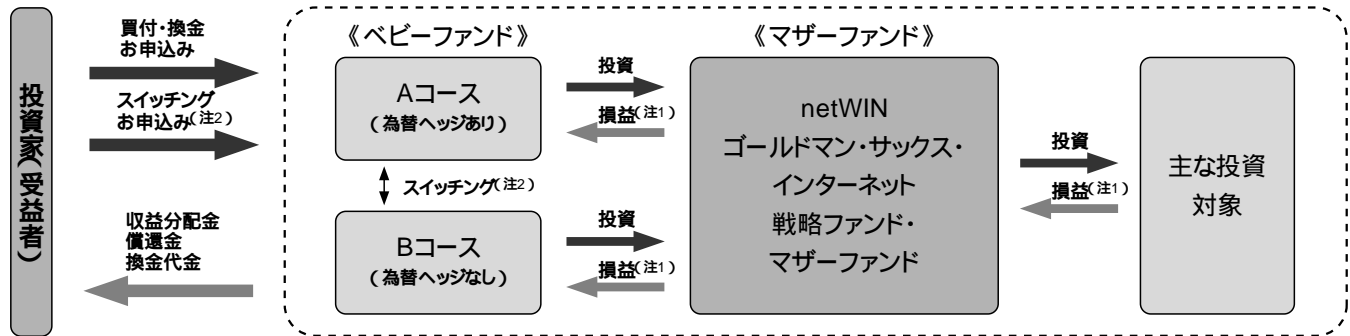 投資家(受益者)
買付・換金
お申込み
スイッチング
お申込み(注2)
収益分配金
償還金
換金代金
《ベビーファンド》
Aコース
(為替ヘッジあり)
スイッチング(注2)
Bコース
(為替ヘッジなし)
投資
損益(注1)
投資
損益(注1)
《マザーファンド》
netWIN
ゴールドマン・サックス・
インターネット
戦略ファンド・
マザーファンド
投資
損益(注1)
主な投資
対象